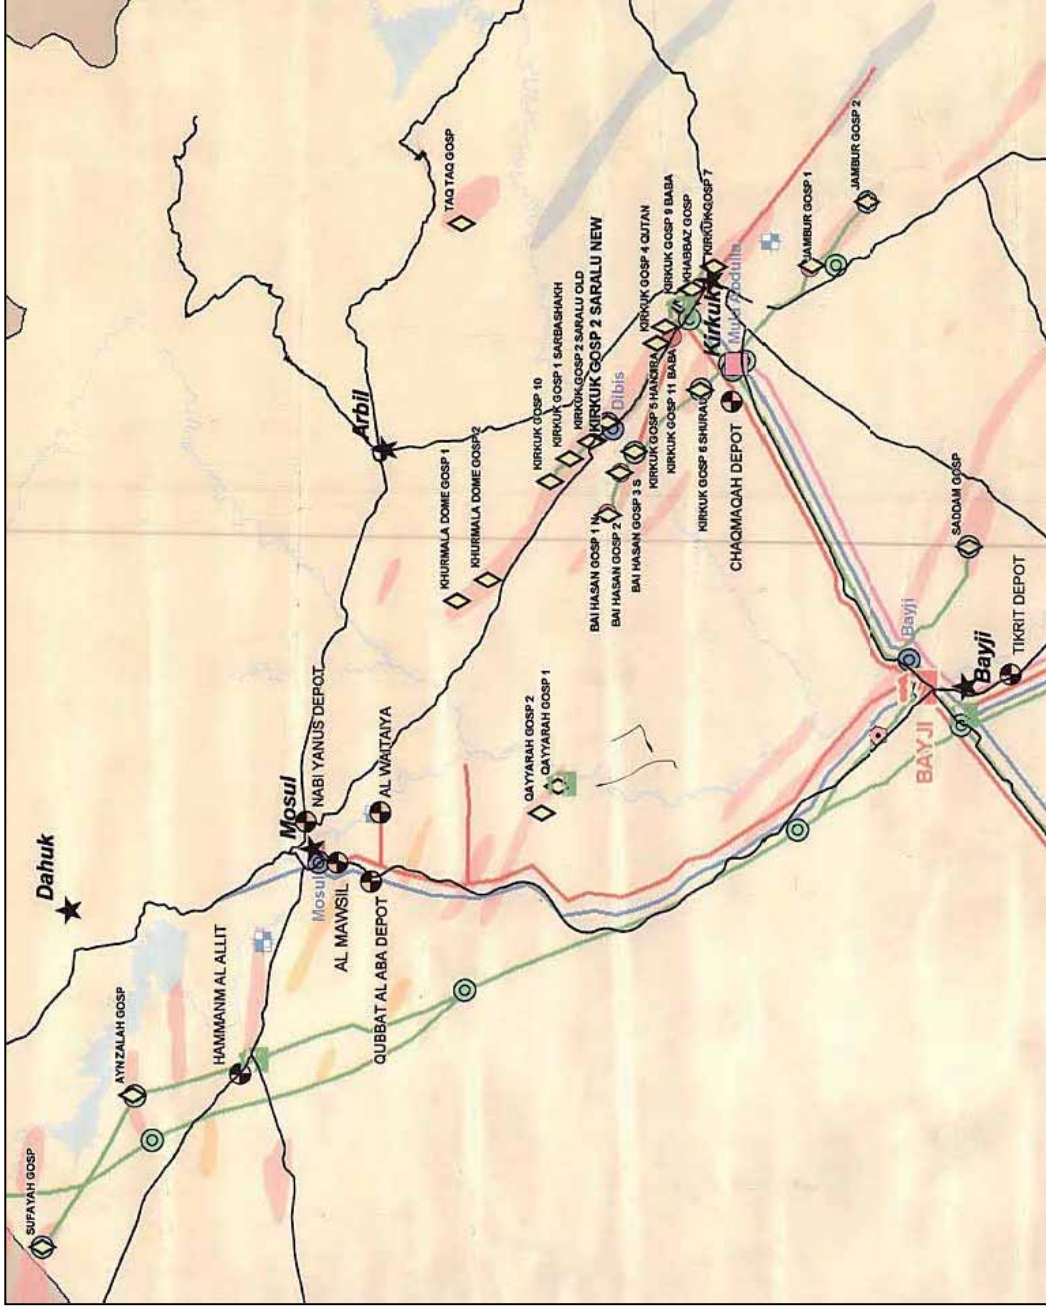 SUFAYAH GOSP
Dahuk
AYN ZALAH GOSP
HAMMANM AL ALLIT
Mosul
Mosul
NABI YANUS DEPOT
AL MAWSIL
Arbil
QUBBAT AL ABA DEPOT
AL WAITAIYA
KHURMALA DOME GOSP 1
TAQ TAQ GOSP
KHURMALA DOME GOSP 2
QAYYARAH GOSP 2
QAYYARAH GOSP 1
KIRKUK GOSP 10
KIRKUK GOSP 1 SARBASHAKH
KIRKUK GOSP 2 SARALU OLD
KIRKUK GOSP 2 SARALU NEW
BAI HASAN GOSP 1 N
BAI HASAN GOSP 2
Dibis
BAI HASAN GOSP 3 S
KIRKUK GOSP 4 QUTAN
KIRKUK GOSP 5 HANJIRA
KIRKUK GOSP 9 BABA
KIRKUK GOSP 11 BABA
KHABBAZ GOSP
KIRKUK GOSP 7
KIRKUK GOSP 6 SHURAU
Kirkuk
Mula Abdulla
CHAQMAQAH DEPOT
JAMBUR GOSP 1
JAMBUR GOSP 2
Bayji
BAYJI
SADDAM GOSP
Bayji
TIKRIT DEPOT